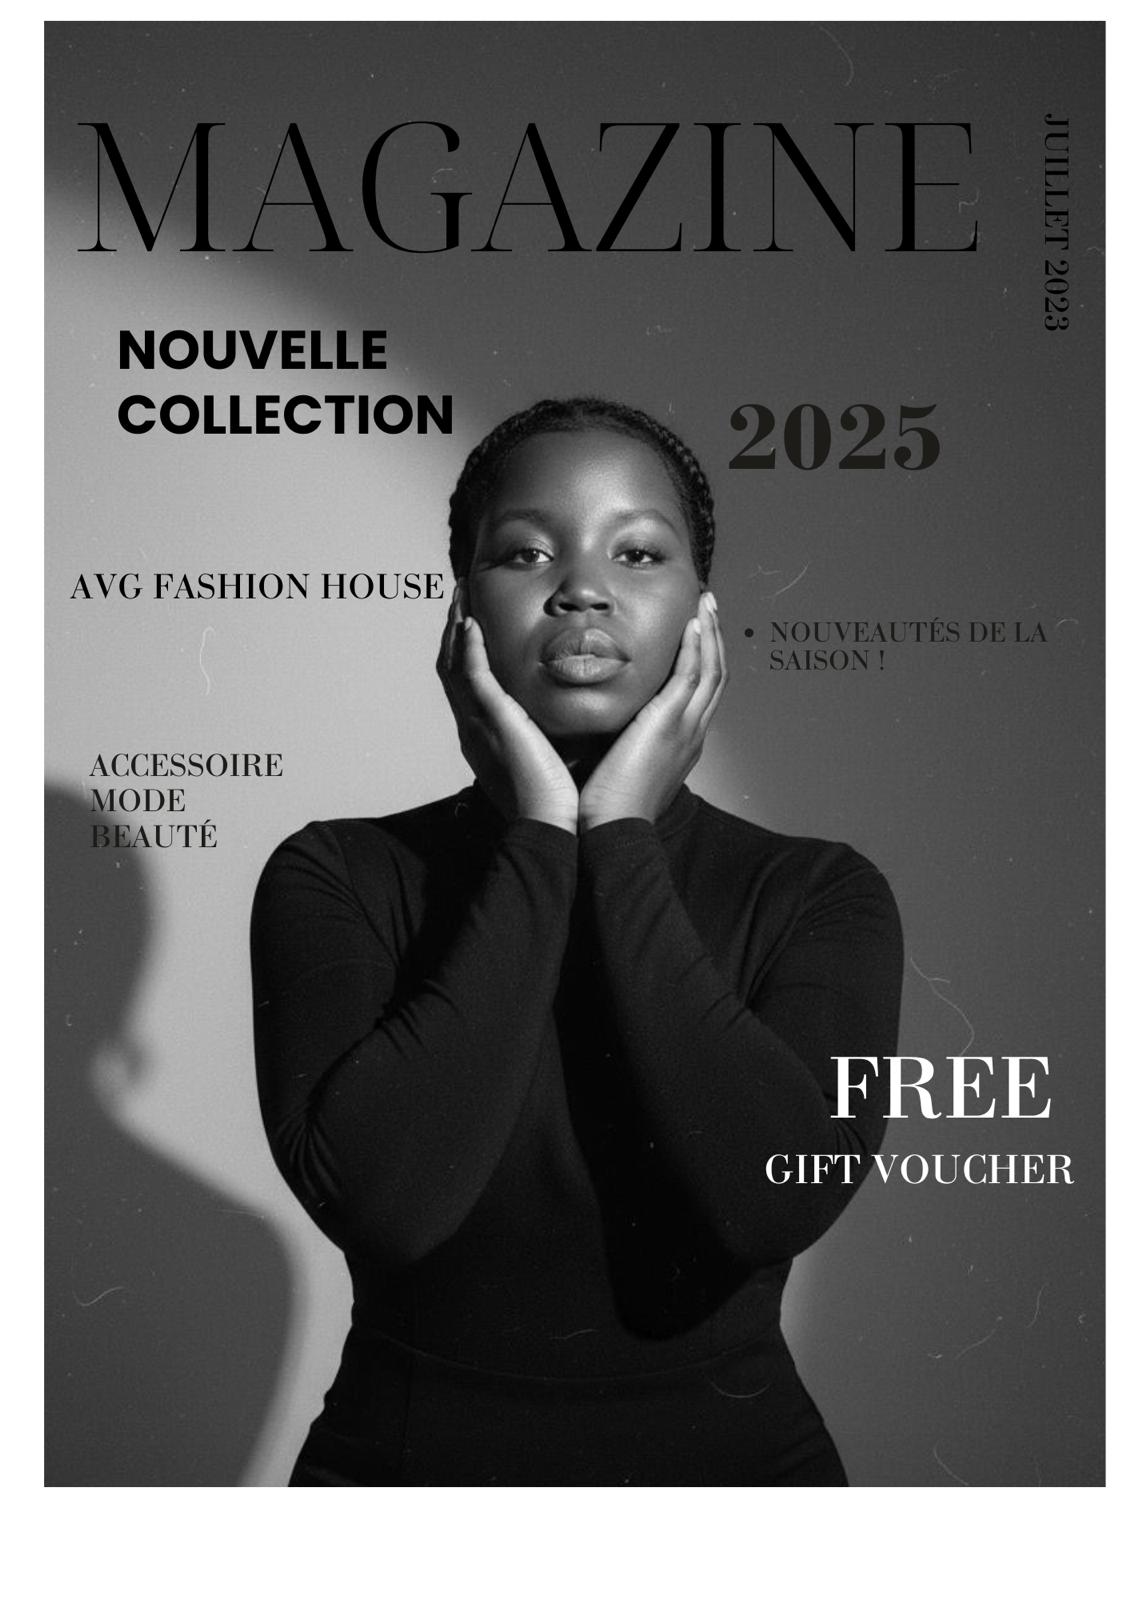 MAGAZINE
JUILLET 2023
NOUVELLE
COLLECTION
2025
AVG FASHION HOUSE
• NOUVEAUTÉS DE LA
SAISON !
ACCESSOIRE
MODE
BEAUTÉ
FREE
GIFT VOUCHER